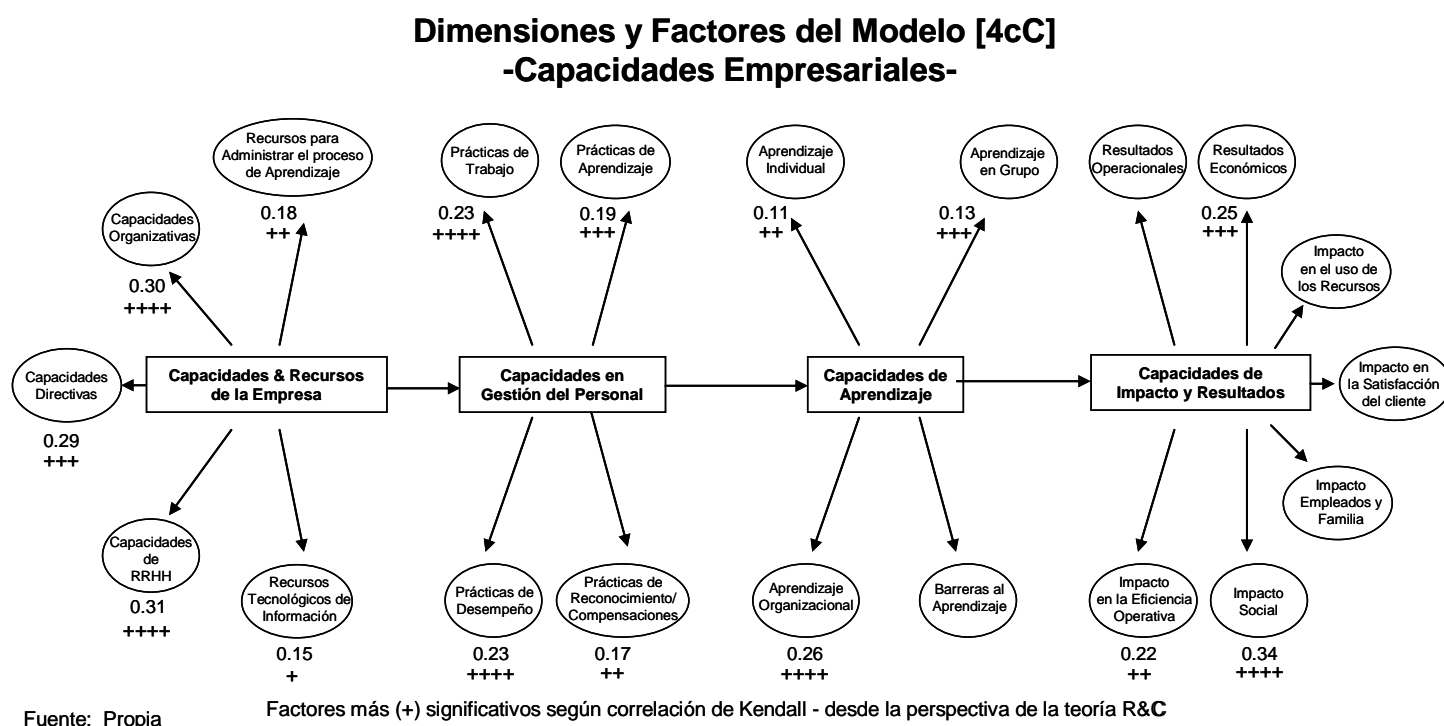 Dimensiones y Factores del Modelo [4cC]
-Capacidades Empresariales-
Recursos para
Administrar el proceso
de Aprendizaje
0.18
++
Capacidades
Organizativas
0.30
++++
Capacidades
Directivas
0.29
+++
Capacidades & Recursos
de la Empresa
Capacidades
de
RRHH
0.31
++++
Recursos
Tecnológicos de
Información
0.15
+
Prácticas de
Trabajo
0.23
++++
Prácticas de
Aprendizaje
0.19
+++
Capacidades en
Gestión del Personal
Prácticas de
Desempeño
0.23
++++
Prácticas de
Reconocimiento/
Compensaciones
0.17
++
Aprendizaje
Individual
0.11
++
Aprendizaje
en Grupo
0.13
+++
Capacidades de
Aprendizaje
Aprendizaje
Organizacional
0.26
++++
Barreras al
Aprendizaje
Resultados
Operacionales
Resultados
Económicos
0.25
+++
Impacto
en el uso de
los Recursos
Capacidades de
Impacto y Resultados
Impacto en
la Satisfacción
del cliente
Impacto
Empleados y
Familia
Impacto
en la Eficiencia
Operativa
0.22
++
Impacto
Social
0.34
++++
Fuente: Propia
Factores más (+) significativos según correlación de Kendall - desde la perspectiva de la teoría R&C